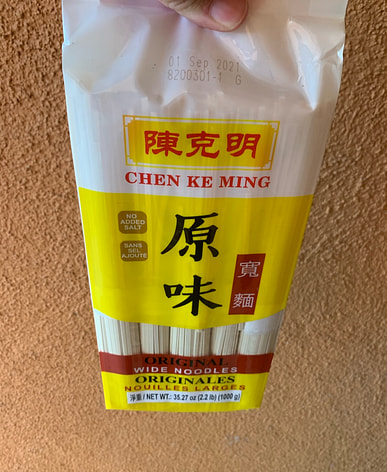 01 Sep 2021
8200301-1 G
陳克明
CHEN KE MING
NO
ADDED
SALT
SANS
SEL
AJOUTÉ
原味
寬麵
ORIGINAL
WIDE NOODLES
ORIGINALES
NOUILLES LARGES
淨重 / NET WT.: 35.27 oz (2.2 lb) (1000 g)